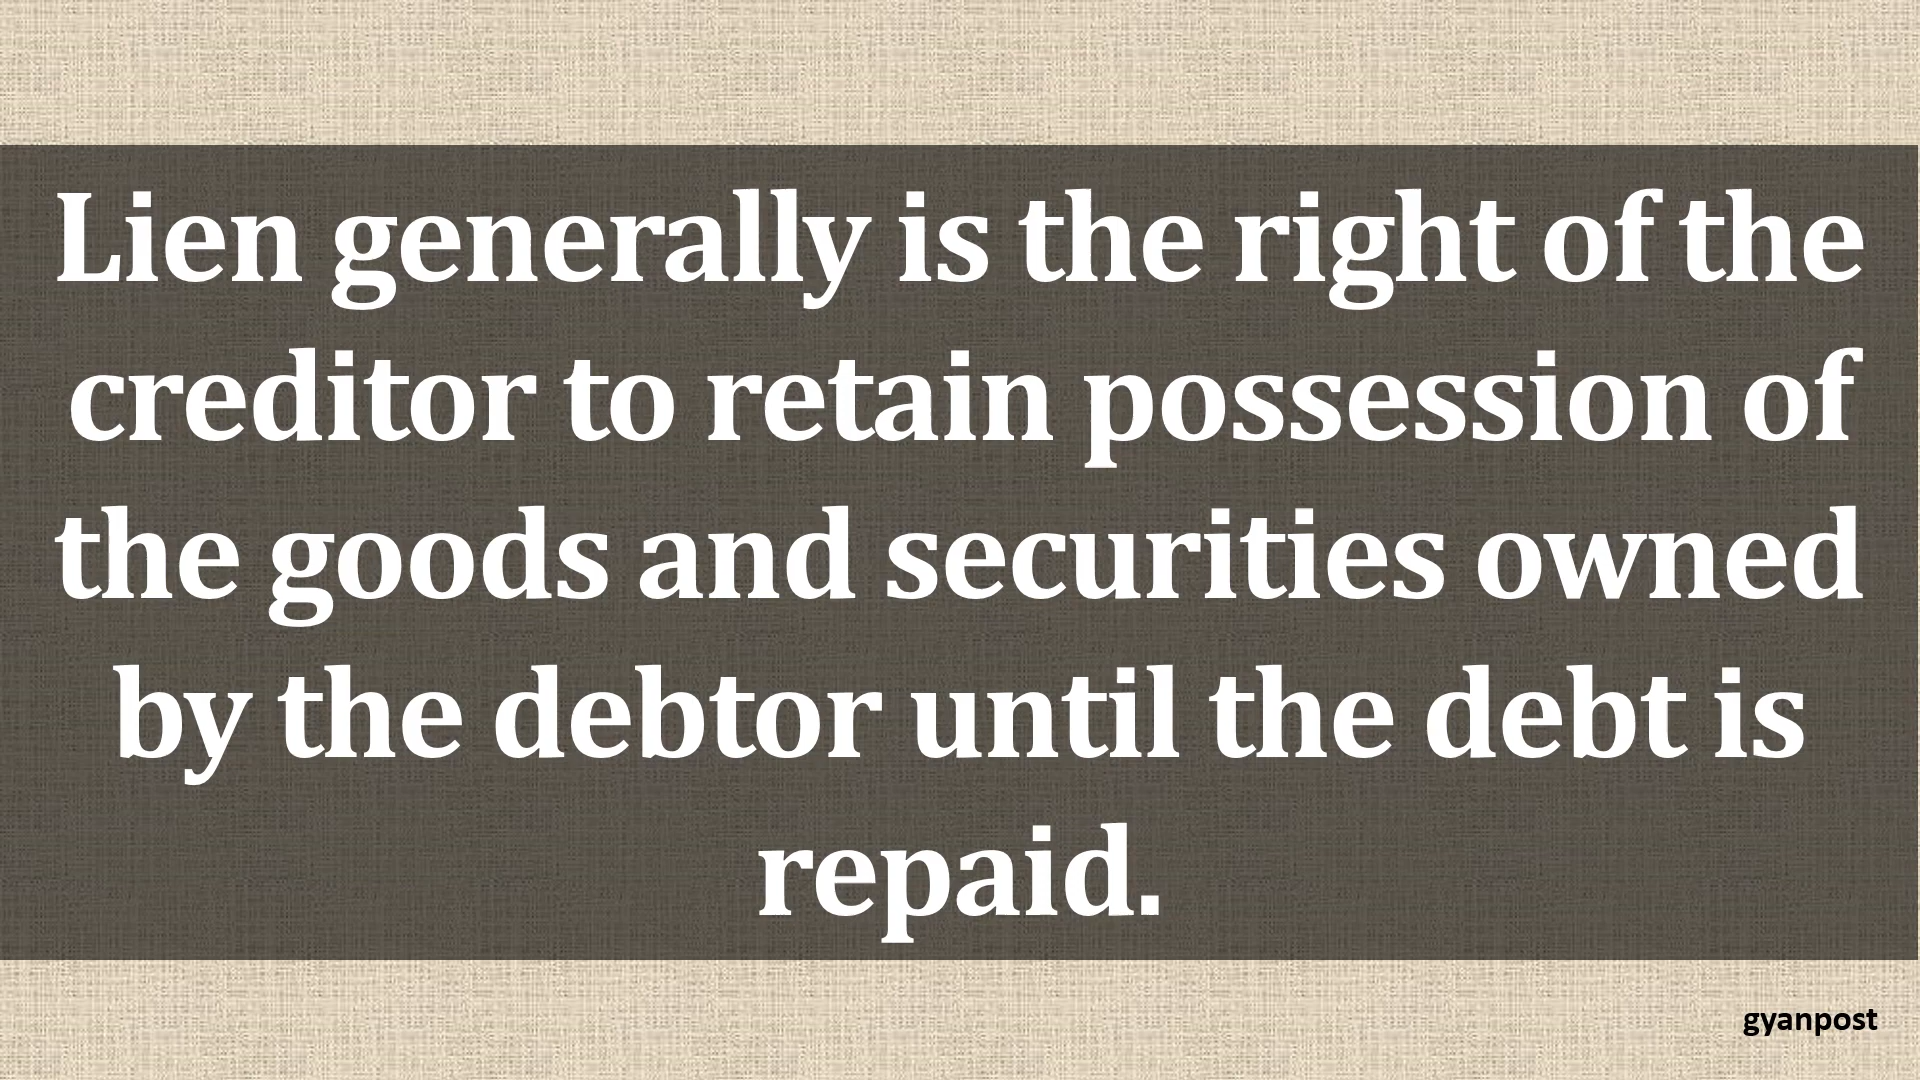 Lien generally is the right of the
creditor to retain possession of
the goods and securities owned
by the debtor until the debt is
repaid.
gyanpost